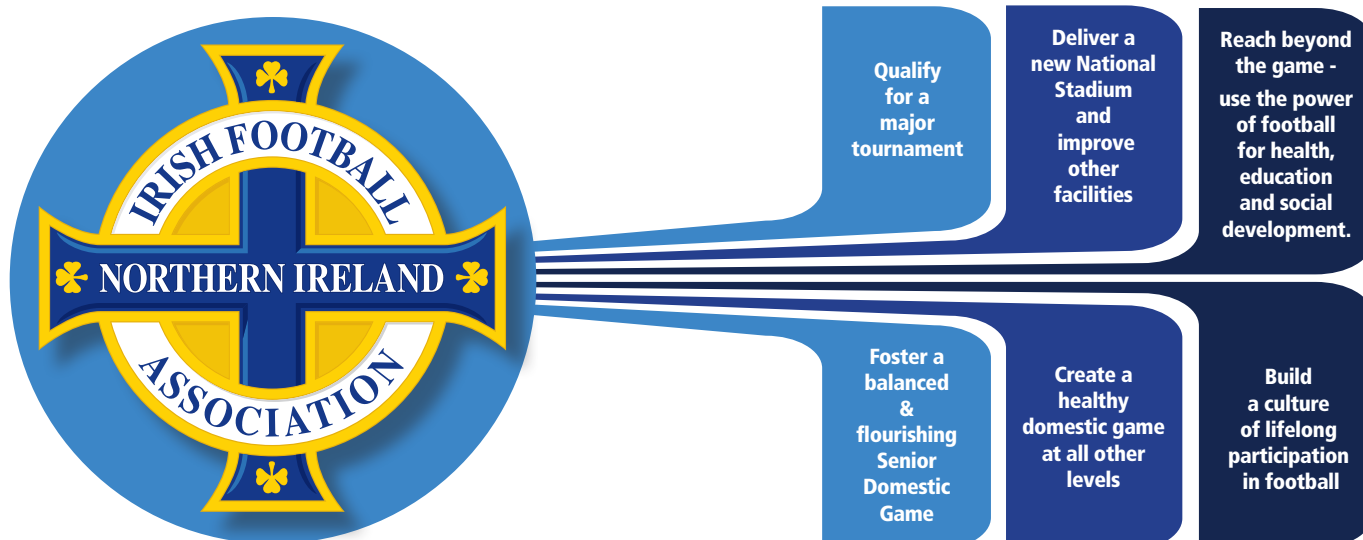 IRISH FOOTBALL
NORTHERN IRELAND
ASSOCIATION
Qualify
for a
major
tournament
Deliver a
new National
Stadium
and
improve
other
facilities
Reach beyond
the game -
use the power
of football
for health,
education
and social
development.
Foster a
balanced
&
flourishing
Senior
Domestic
Game
Create a
healthy
domestic game
at all other
levels
Build
a culture
of lifelong
participation
in football